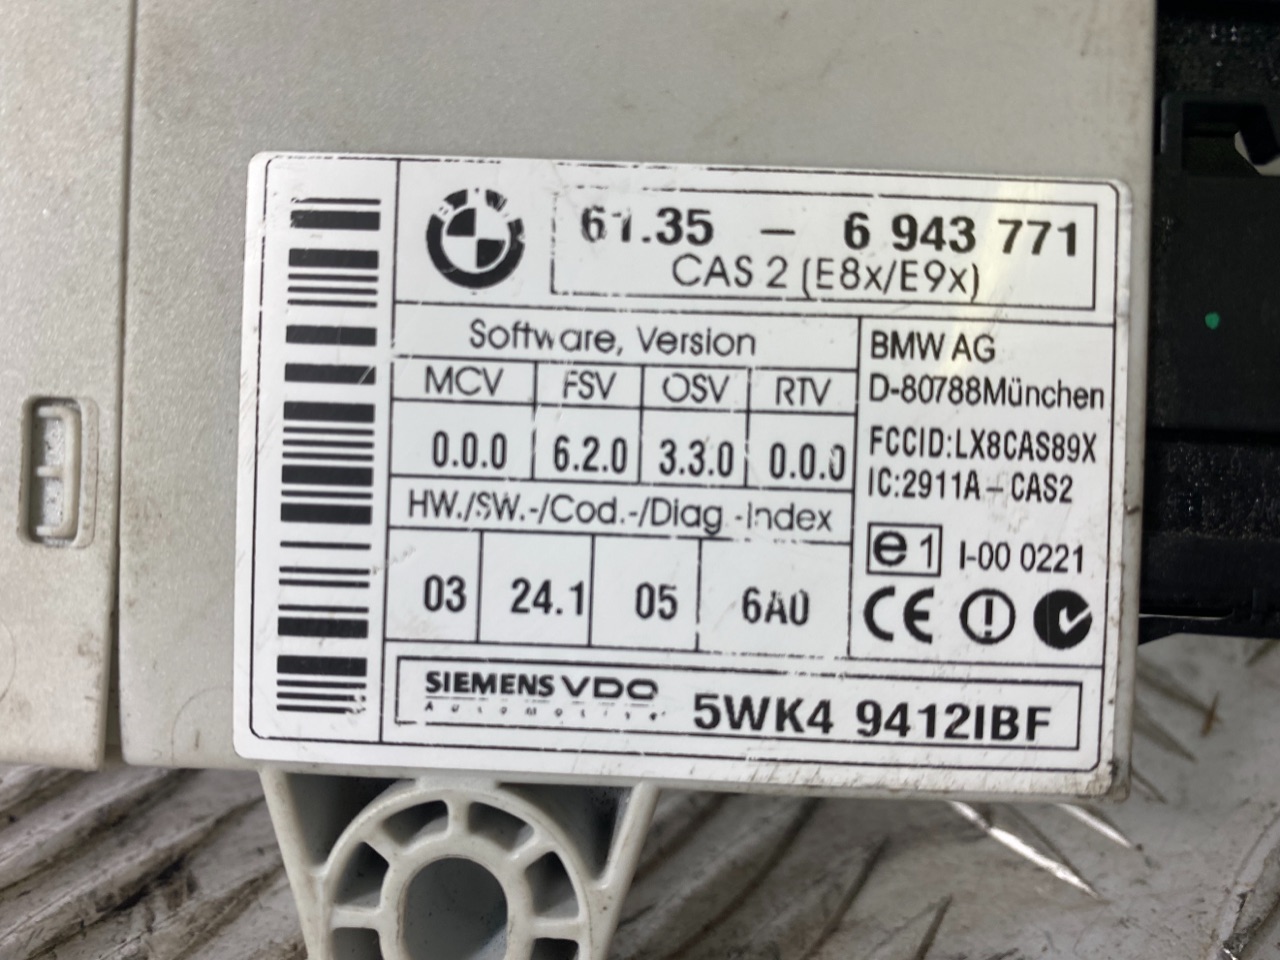 61.35 – 6 943 771
CAS 2 (E8x/E9x)
Software, Version
MCV FSV OSV RTV
0.0.0 6.2.0 3.3.0 0.0.0
HW./SW.-/Cod.-/Diag.-Index
03 24.1 05 6A0
BMW AG
D-80788München
FCCID:LX8CAS89X
IC:2911A – CAS2
e1 I-00 0221
CE
SIEMENS VDO
Automotive
5WK4 9412IBF